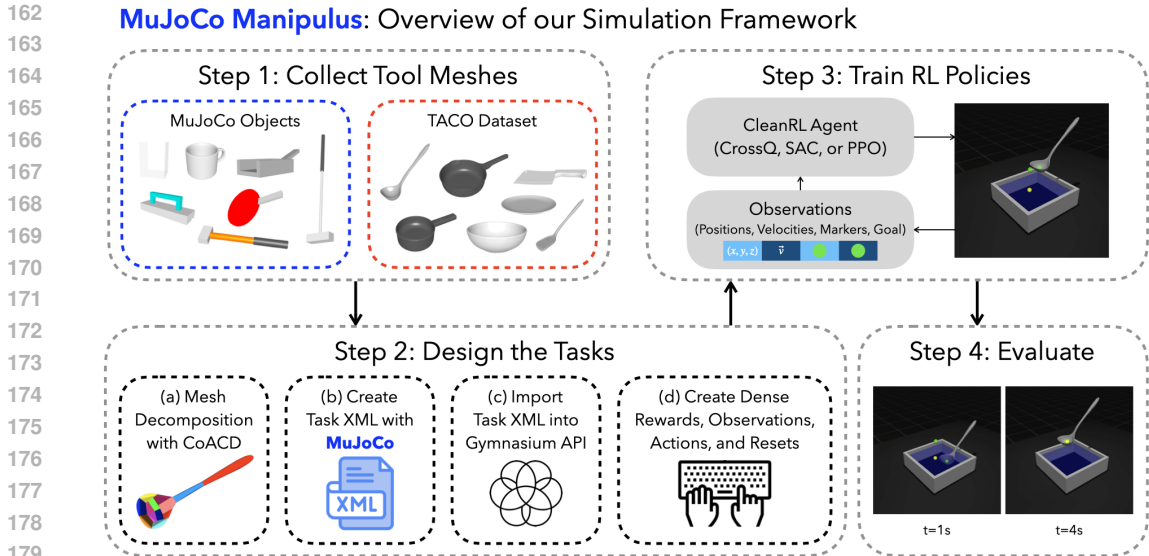 162
163
164
165
166
167
168
169
170
171
172
173
174
175
176
177
178
179
MuJoCo Manipulus: Overview of our Simulation Framework
Step 1: Collect Tool Meshes
MuJoCo Objects
TACO Dataset
Step 2: Design the Tasks
(a) Mesh
Decomposition
with CoACD
(b) Create
Task XML with
MuJoCo
XML
(c) Import
Task XML into
Gymnasium API
(d) Create Dense
Rewards, Observations,
Actions, and Resets
Step 3: Train RL Policies
CleanRL Agent
(CrossQ, SAC, or PPO)
Observations
(Positions, Velocities, Markers, Goal)
(x, y, z)
v⃗
Step 4: Evaluate
t=1s
t=4s